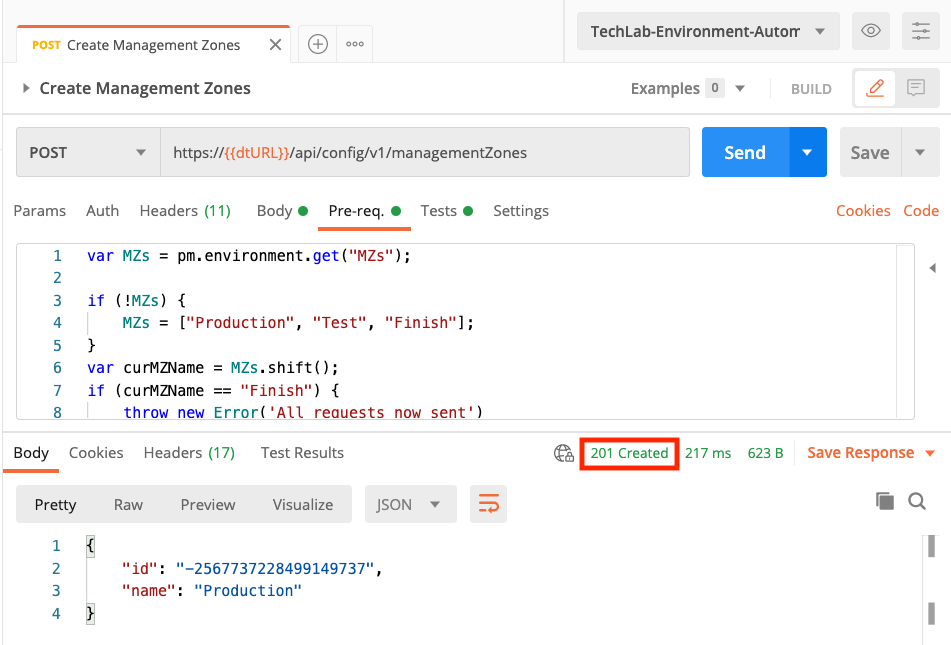 POST Create Management Zones
TechLab-Environment-Autom
Create Management Zones
Examples 0
BUILD
POST
https://{{dtURL}}/api/config/v1/managementZones
Send
Save
Params Auth Headers (11) Body Pre-req. Tests Settings Cookies Code
1 var MZs = pm.environment.get("MZs");
2
3 if (!MZs) {
4 MZs = ["Production", "Test", "Finish"];
5 }
6 var curMZName = MZs.shift();
7 if (curMZName == "Finish") {
8 throw new Error('All requests now sent')
Body Cookies Headers (17) Test Results 201 Created 217 ms 623 B Save Response
Pretty Raw Preview Visualize JSON
1 {
2 "id": "-2567737228499149737",
3 "name": "Production"
4 }